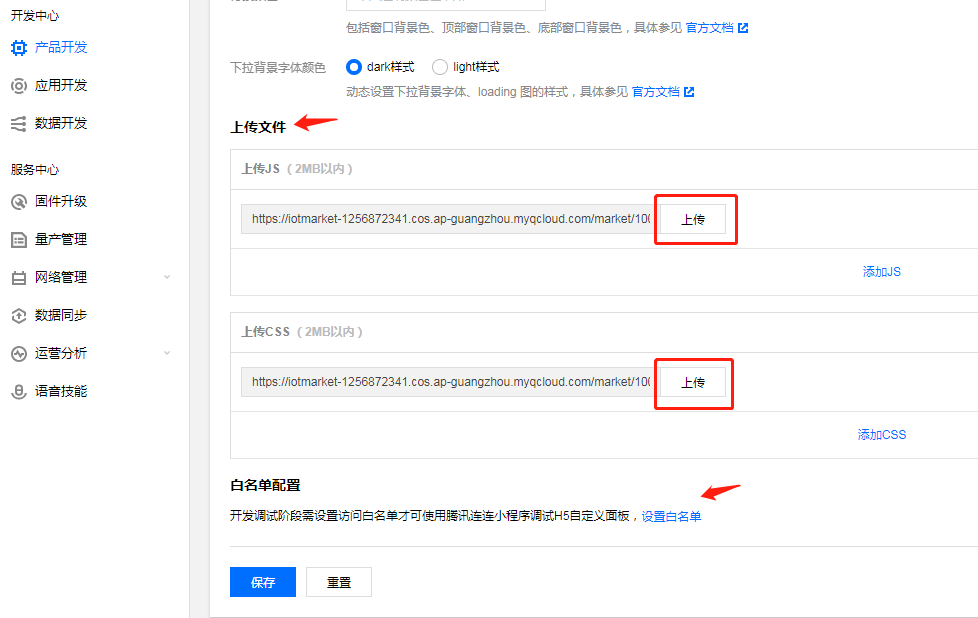 开发中心
产品开发
应用开发
数据开发
服务中心
固件升级
量产管理
网络管理
数据同步
运营分析
语音技能
包括窗口背景色、顶部窗口背景色、底部窗口背景色，具体参见 官方文档
下拉背景字体颜色 dark样式 light样式
动态设置下拉背景字体、loading 图的样式，具体参见 官方文档
上传文件
上传JS（2MB以内）
https://iotmarket-1256872341.cos.ap-guangzhou.myqcloud.com/market/100 上传
添加JS
上传CSS（2MB以内）
https://iotmarket-1256872341.cos.ap-guangzhou.myqcloud.com/market/100 上传
添加CSS
白名单配置
开发调试阶段需设置访问白名单才可使用腾讯连连小程序调试H5自定义面板，设置白名单
保存 重置